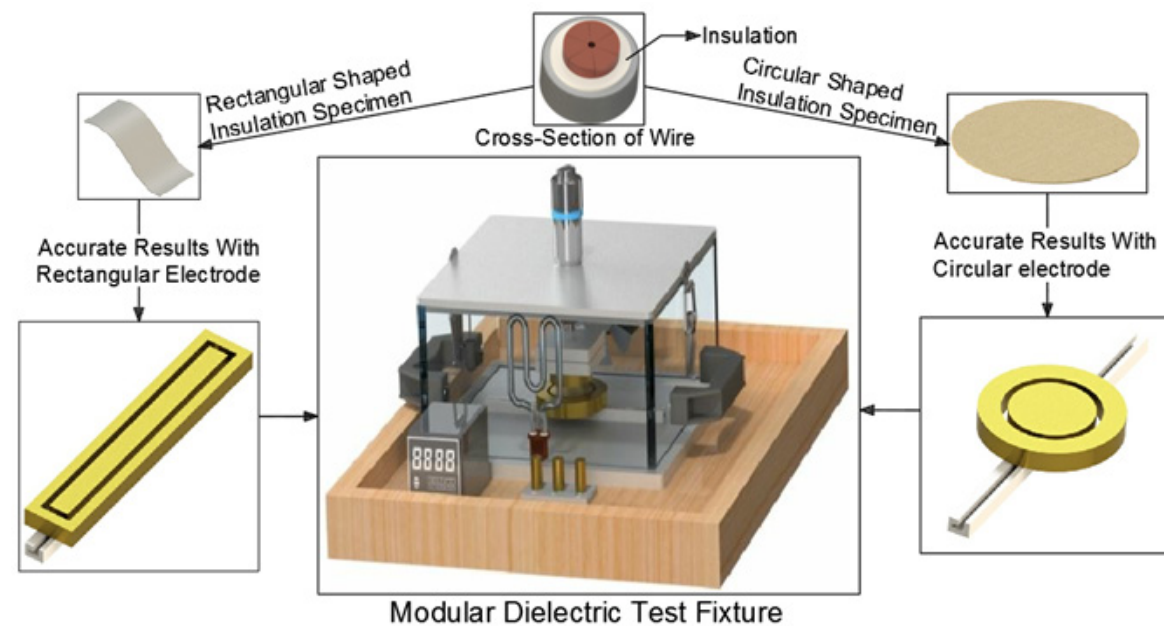 Insulation
Rectangular Shaped
Insulation Specimen
Circular Shaped
Insulation Specimen
Cross-Section of Wire
Accurate Results With
Rectangular Electrode
Accurate Results With
Circular electrode
8888
Modular Dielectric Test Fixture